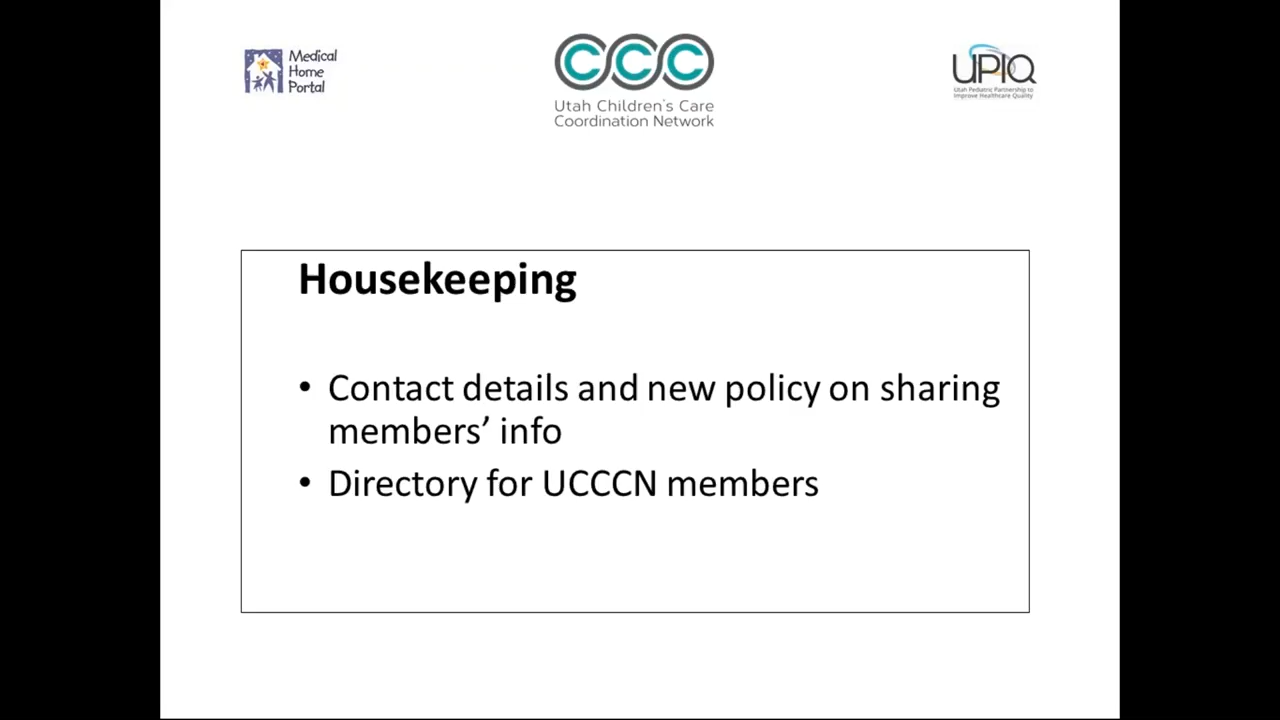 Medical
Home
Portal
CCC
Utah Children's Care
Coordination Network
UPIQ
Utah Pediatric Partnership to
Improve Healthcare Quality
Housekeeping
• Contact details and new policy on sharing
members’ info
• Directory for UCCCN members